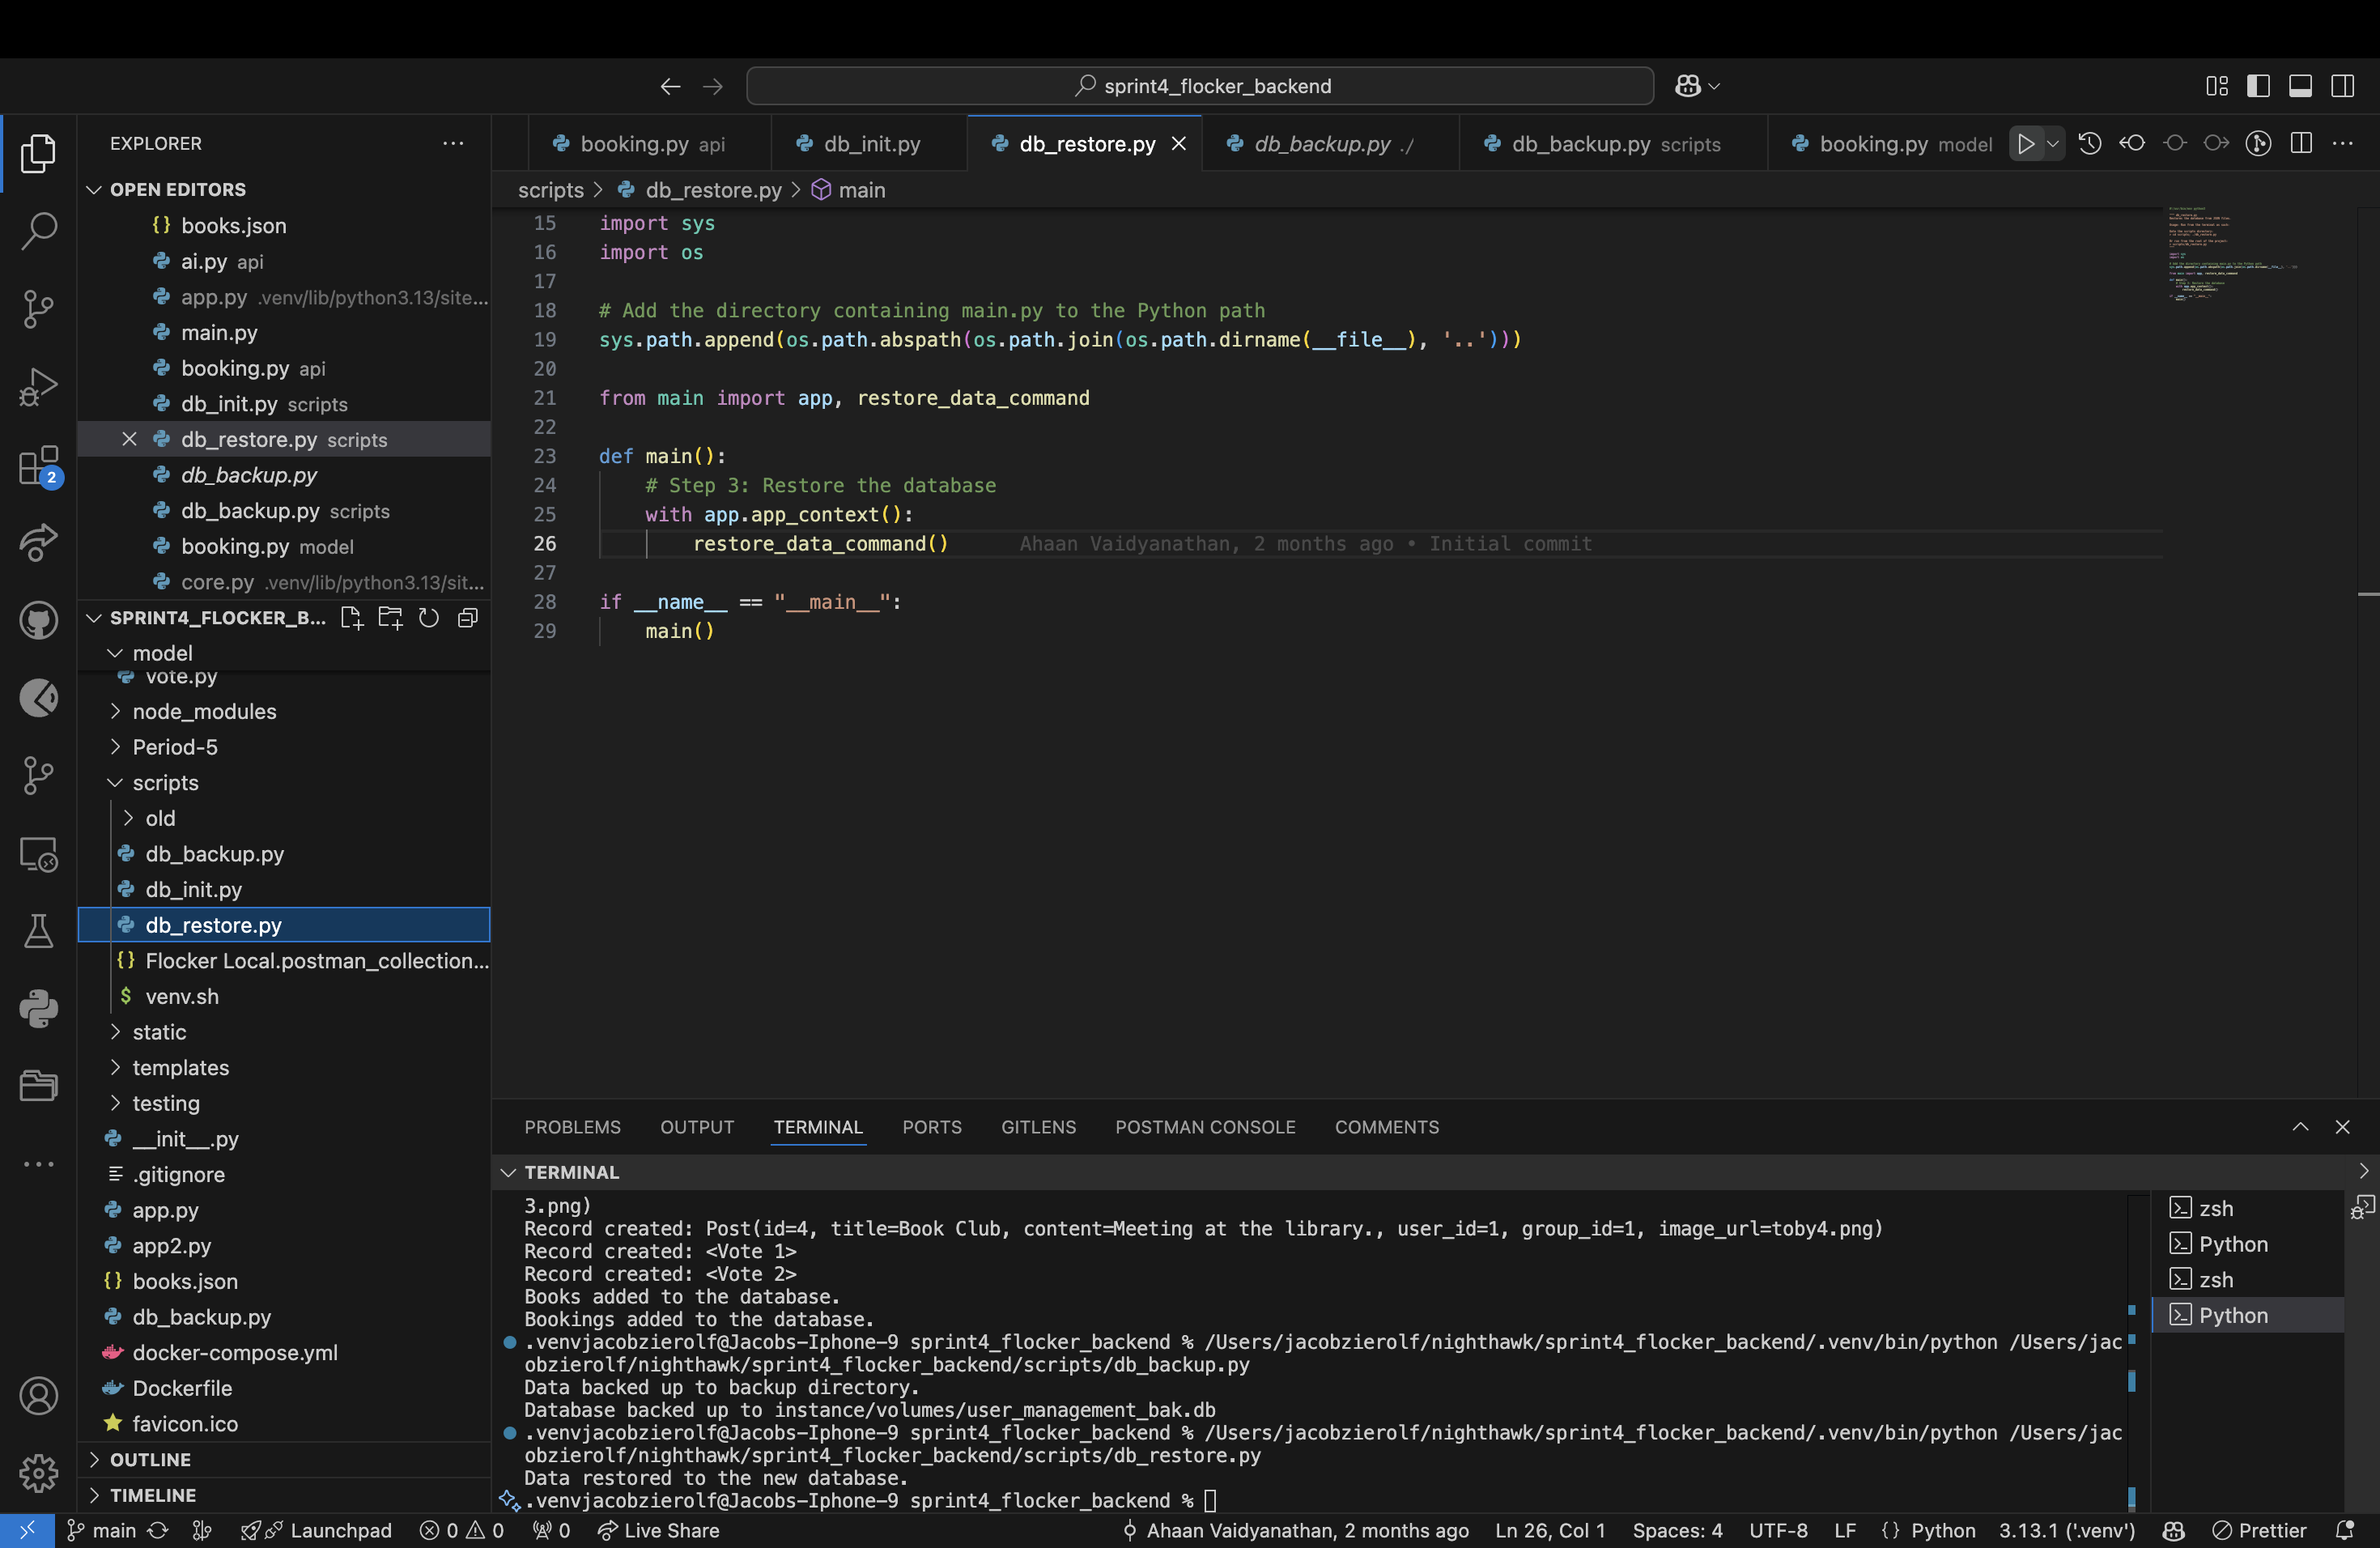 sprint4_flocker_backend
EXPLORER
booking.py api
db_init.py
db_restore.py
db_backup.py ./
db_backup.py scripts
booking.py model
OPEN EDITORS
books.json
ai.py api
app.py .venv/lib/python3.13/site...
main.py
booking.py api
db_init.py scripts
db_restore.py scripts
db_backup.py
db_backup.py scripts
booking.py model
core.py .venv/lib/python3.13/sit...
2
SPRINT4_FLOCKER_B...
model
vote.py
node_modules
Period-5
scripts
old
db_backup.py
db_init.py
db_restore.py
Flocker Local.postman_collection...
$ venv.sh
static
templates
testing
__init__.py
.gitignore
app.py
app2.py
books.json
db_backup.py
docker-compose.yml
Dockerfile
favicon.ico
OUTLINE
TIMELINE
scripts > db_restore.py > main
15 import sys
16 import os
17
18 # Add the directory containing main.py to the Python path
19 sys.path.append(os.path.abspath(os.path.join(os.path.dirname(__file__), '..')))
20
21 from main import app, restore_data_command
22
23 def main():
24 # Step 3: Restore the database
25 with app.app_context():
26 restore_data_command() Ahaan Vaidyanathan, 2 months ago • Initial commit
27
28 if __name__ == "__main__":
29 main()
PROBLEMS OUTPUT TERMINAL PORTS GITLENS POSTMAN CONSOLE COMMENTS
TERMINAL
3.png)
Record created: Post(id=4, title=Book Club, content=Meeting at the library., user_id=1, group_id=1, image_url=toby4.png)
Record created: <Vote 1>
Record created: <Vote 2>
Books added to the database.
Bookings added to the database.
.venvjacobzierolf@Jacobs-Iphone-9 sprint4_flocker_backend % /Users/jacobzierolf/nighthawk/sprint4_flocker_backend/.venv/bin/python /Users/jac
obzierolf/nighthawk/sprint4_flocker_backend/scripts/db_backup.py
Data backed up to backup directory.
Database backed up to instance/volumes/user_management_bak.db
.venvjacobzierolf@Jacobs-Iphone-9 sprint4_flocker_backend % /Users/jacobzierolf/nighthawk/sprint4_flocker_backend/.venv/bin/python /Users/jac
obzierolf/nighthawk/sprint4_flocker_backend/scripts/db_restore.py
Data restored to the new database.
.venvjacobzierolf@Jacobs-Iphone-9 sprint4_flocker_backend %
zsh
Python
zsh
Python
main Launchpad 0 0 0 Live Share Ahaan Vaidyanathan, 2 months ago Ln 26, Col 1 Spaces: 4 UTF-8 LF {} Python 3.13.1 ('.venv') Prettier